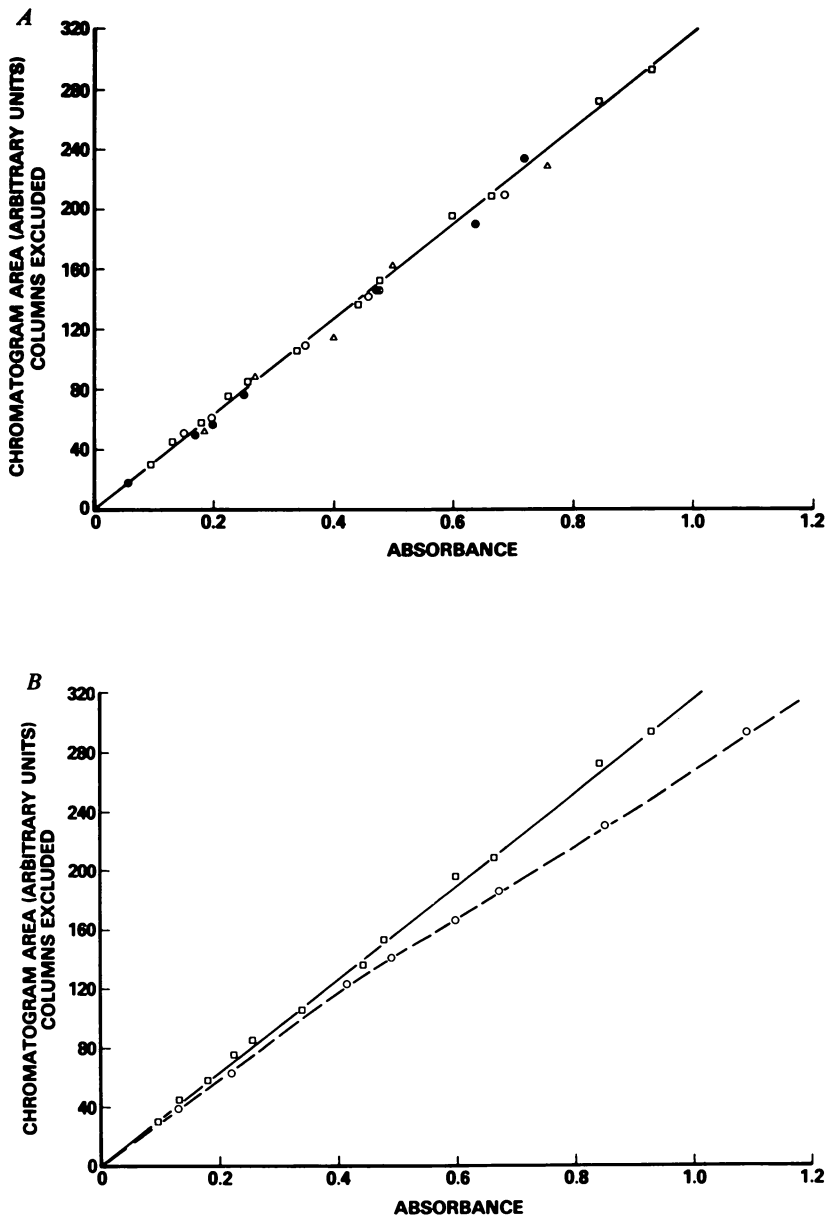 A
CHROMATOGRAM AREA (ARBITRARY UNITS)
COLUMNS EXCLUDED
320
280
240
200
160
120
80
40
0
0 0.2 0.4 0.6 0.8 1.0 1.2
ABSORBANCE
B
CHROMATOGRAM AREA (ARBITRARY UNITS)
COLUMNS EXCLUDED
320
280
240
200
160
120
80
40
0
0 0.2 0.4 0.6 0.8 1.0 1.2
ABSORBANCE